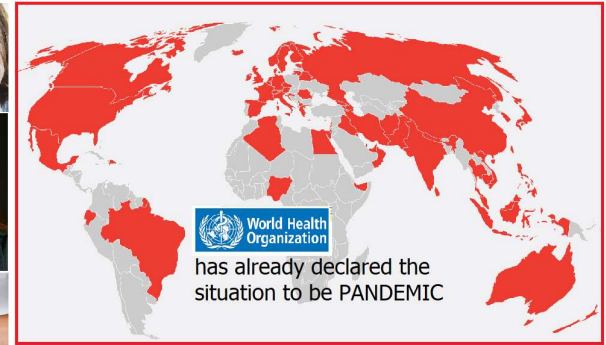 World Health
Organization
has already declared the
situation to be PANDEMIC